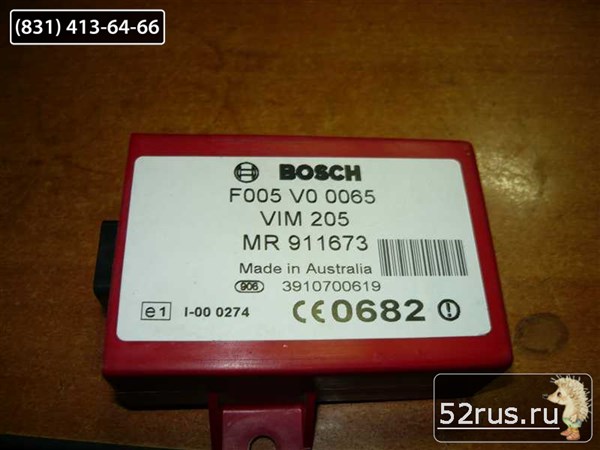 (831) 413-64-66
BOSCH
F005 V0 0065
VIM 205
MR 911673
Made in Australia
906 3910700619
e1 I-00 0274 CE0682
52rus.ru